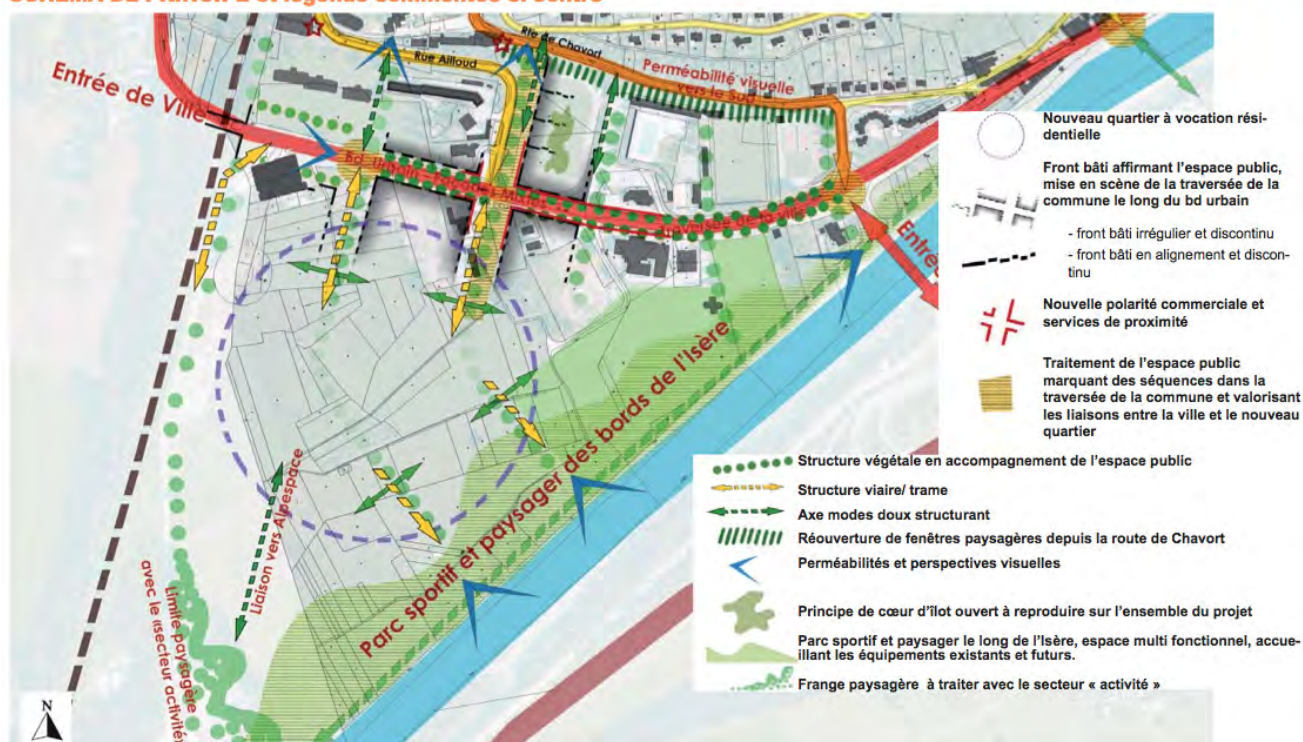 Entrée de Ville
Rue Ailloud
Rte de Chavort
Perméabilité visuelle
vers le Sud
Bd Urbain - Façades Mixtes
Traversée de la ville
Entrée
Liaison vers Alpespace
Limite paysagère
avec le «secteur activité»
Parc sportif et paysager des bords de l'Isère
N
Nouveau quartier à vocation rési-
dentielle
Front bâti affirmant l'espace public,
mise en scène de la traversée de la
commune le long du bd urbain
- front bâti irrégulier et discontinu
- front bâti en alignement et discon-
tinu
Nouvelle polarité commerciale et
services de proximité
Traitement de l'espace public
marquant des séquences dans la
traversée de la commune et valorisant
les liaisons entre la ville et le nouveau
quartier
Structure végétale en accompagnement de l'espace public
Structure viaire/ trame
Axe modes doux structurant
Réouverture de fenêtres paysagères depuis la route de Chavort
Perméabilités et perspectives visuelles
Principe de cœur d'îlot ouvert à reproduire sur l'ensemble du projet
Parc sportif et paysager le long de l'Isère, espace multi fonctionnel, accue-
illant les équipements existants et futurs.
Frange paysagère à traiter avec le secteur « activité »